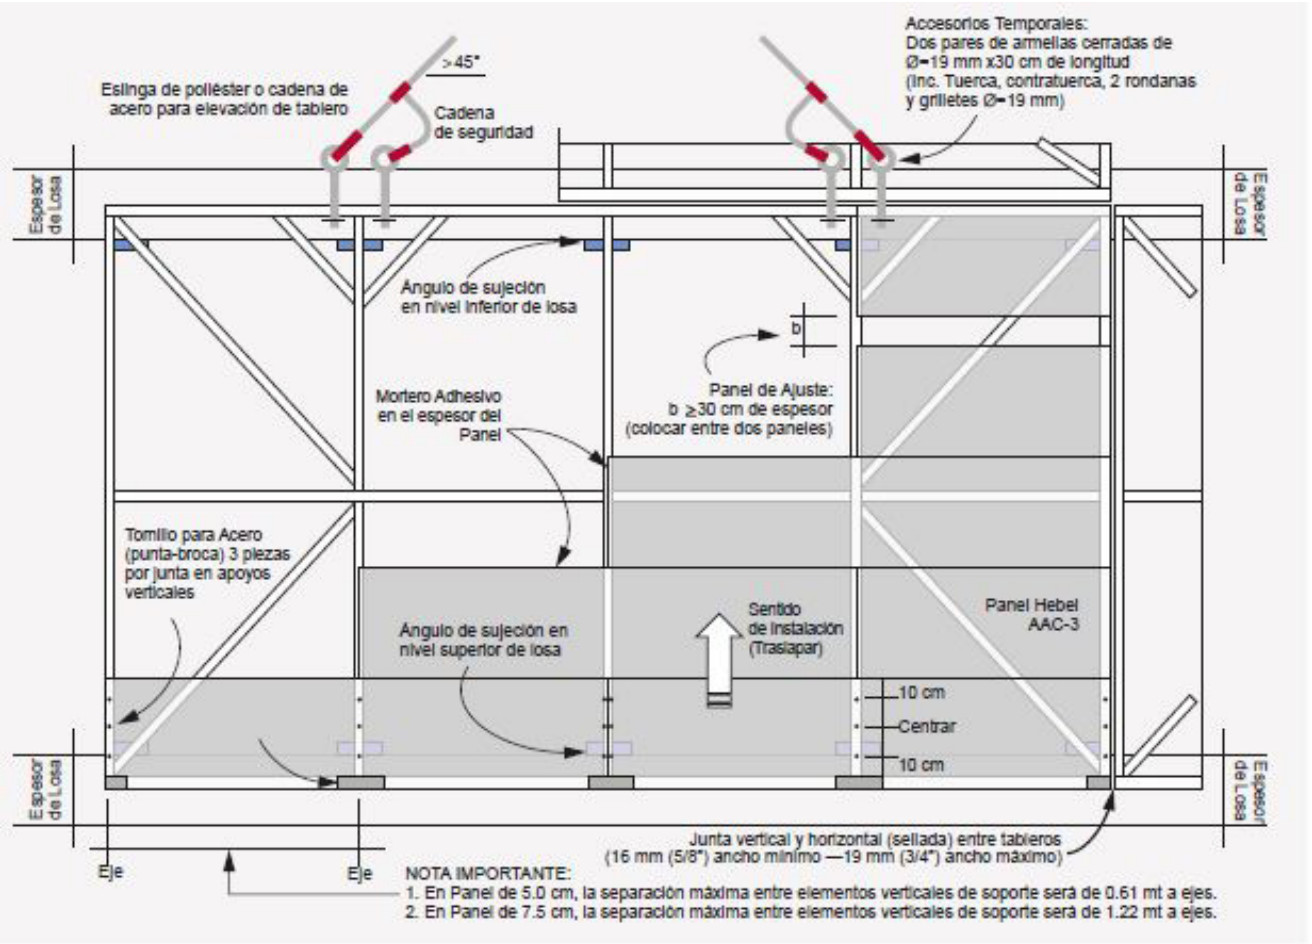 Accesorios Temporales:
Dos pares de armellas cerradas de
Ø=19 mm x30 cm de longitud
(Inc. Tuerca, contratuerca, 2 rondanas
y grilletes Ø=19 mm)
>45°
Eslinga de poliéster o cadena de
acero para elevación de tablero
Cadena
de seguridad
Espesor
de Losa
Espesor
de Losa
Ángulo de sujeción
en nivel inferior de losa
b
Panel de Ajuste:
b ≥30 cm de espesor
(colocar entre dos paneles)
Mortero Adhesivo
en el espesor del
Panel
Tornillo para Acero
(punta-broca) 3 piezas
por junta en apoyos
verticales
Ángulo de sujeción en
nivel superior de losa
Sentido
de Instalación
(Traslapar)
Panel Hebel
AAC-3
10 cm
Centrar
10 cm
Espesor
de Losa
Espesor
de Losa
Junta vertical y horizontal (sellada) entre tableros
(16 mm (5/8") ancho mínimo —19 mm (3/4") ancho máximo)
Eje
Eje
NOTA IMPORTANTE:
1. En Panel de 5.0 cm, la separación máxima entre elementos verticales de soporte será de 0.61 mt a ejes.
2. En Panel de 7.5 cm, la separación máxima entre elementos verticales de soporte será de 1.22 mt a ejes.